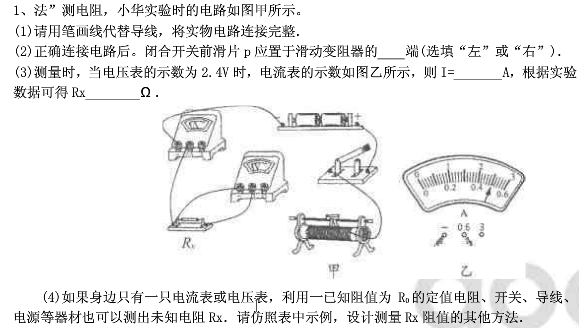 1、法”测电阻，小华实验时的电路如图甲所示。
(1)请用笔画线代替导线，将实物电路连接完整．
(2)正确连接电路后。闭合开关前滑片 p 应置于滑动变阻器的____端(选填“左”或“右”)．
(3)测量时，当电压表的示数为 2.4V 时，电流表的示数如图乙所示，则 I=_______A，根据实验
数据可得 Rx________Ω．
- +
Rx
甲
0 1 2 3
0 0.2 0.4 0.6
A
- 0.6 3
乙
(4)如果身边只有一只电流表或电压表，利用一已知阻值为 R₀的定值电阻、开关、导线、
电源等器材也可以测出未知电阻 Rx．请仿照表中示例，设计测量 Rx 阻值的其他方法．